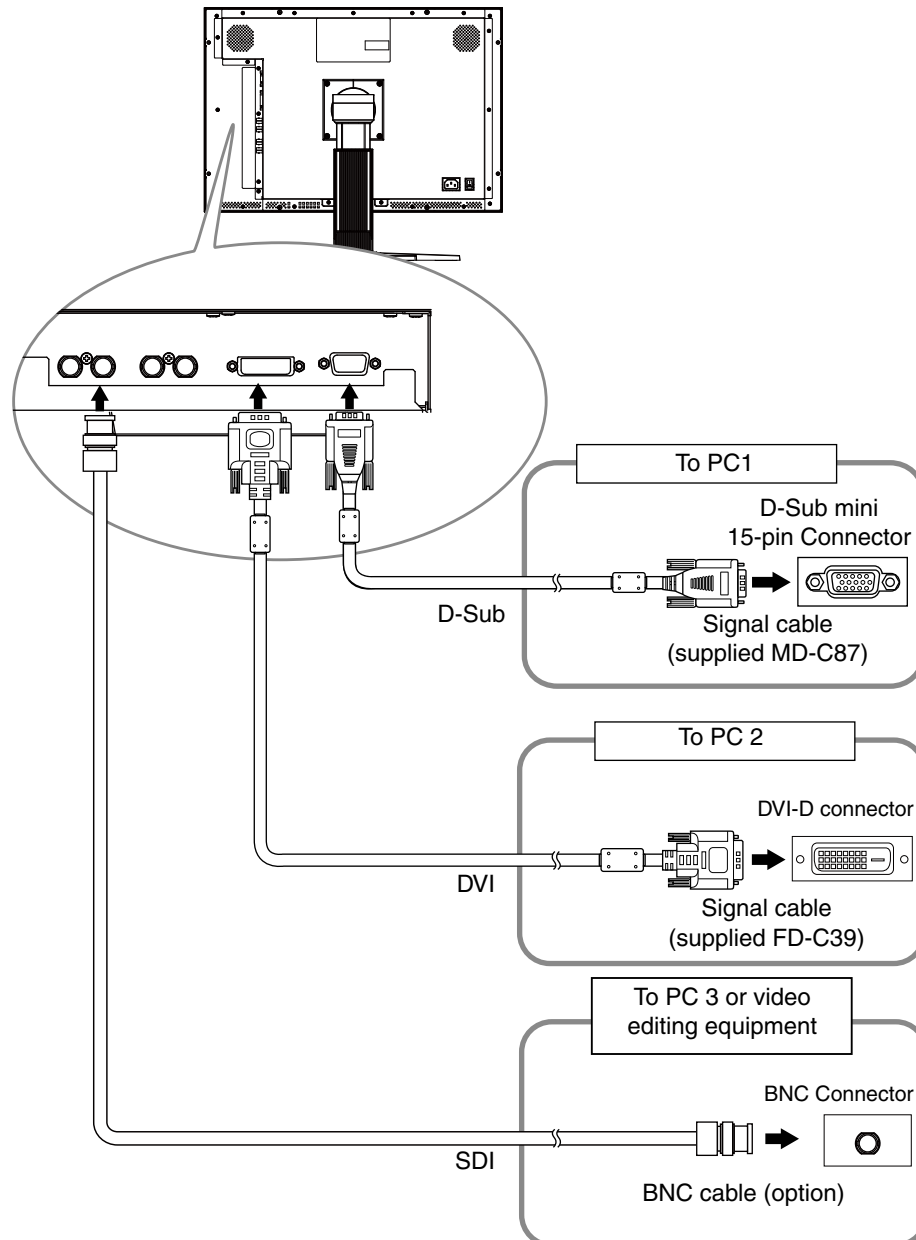 To PC1
D-Sub mini
15-pin Connector
D-Sub
Signal cable
(supplied MD-C87)
To PC 2
DVI-D connector
DVI
Signal cable
(supplied FD-C39)
To PC 3 or video
editing equipment
BNC Connector
SDI
BNC cable (option)